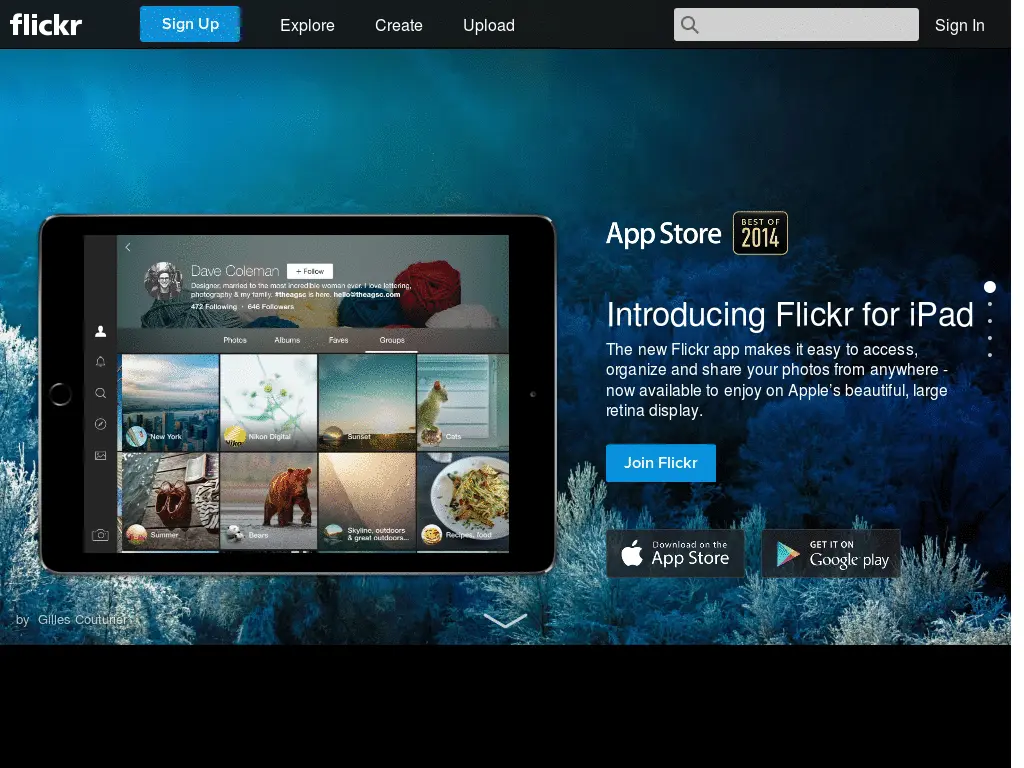 flickr
Sign Up
Explore
Create
Upload
Sign In
App Store
BEST OF
2014
Dave Coleman
+ Follow
Designer, married to the most incredible woman ever. I love lettering,
photography & my family. #theagsc is here. hello@theagsc.com
472 Following · 646 Followers
Photos
Albums
Faves
Groups
New York
Nikon Digital
Sunset
Cats
Summer
Bears
Skyline, outdoors
& great outdoors...
Recipes, food
Introducing Flickr for iPad
The new Flickr app makes it easy to access,
organize and share your photos from anywhere -
now available to enjoy on Apple's beautiful, large
retina display.
Join Flickr
Download on the
App Store
GET IT ON
Google play
by Gilles Couturier